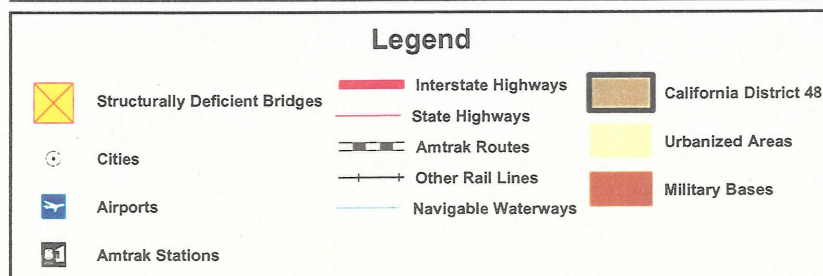 Legend
Structurally Deficient Bridges
Cities
Airports
Amtrak Stations
Interstate Highways
State Highways
Amtrak Routes
Other Rail Lines
Navigable Waterways
California District 48
Urbanized Areas
Military Bases